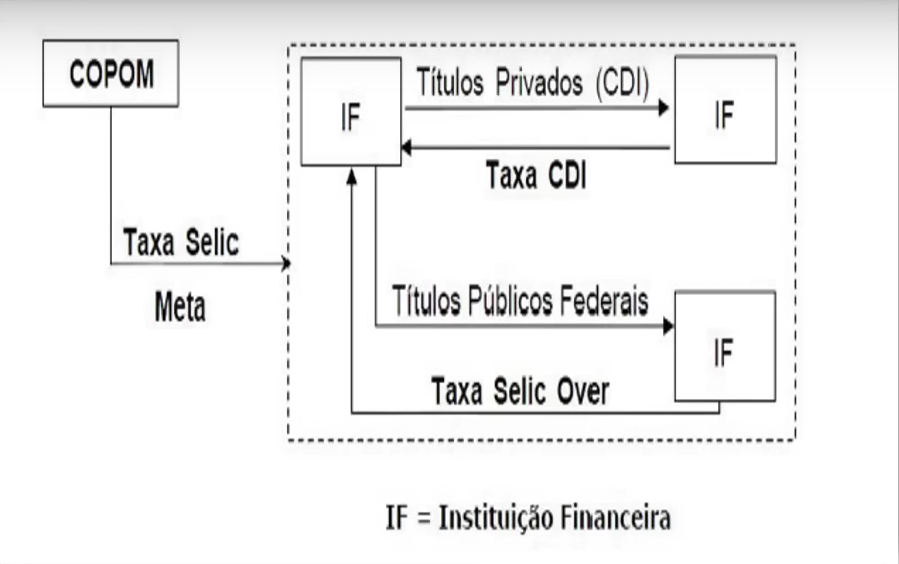 COPOM
IF
Títulos Privados (CDI)
IF
Taxa CDI
Taxa Selic
Meta
Títulos Públicos Federais
IF
Taxa Selic Over
IF = Instituição Financeira